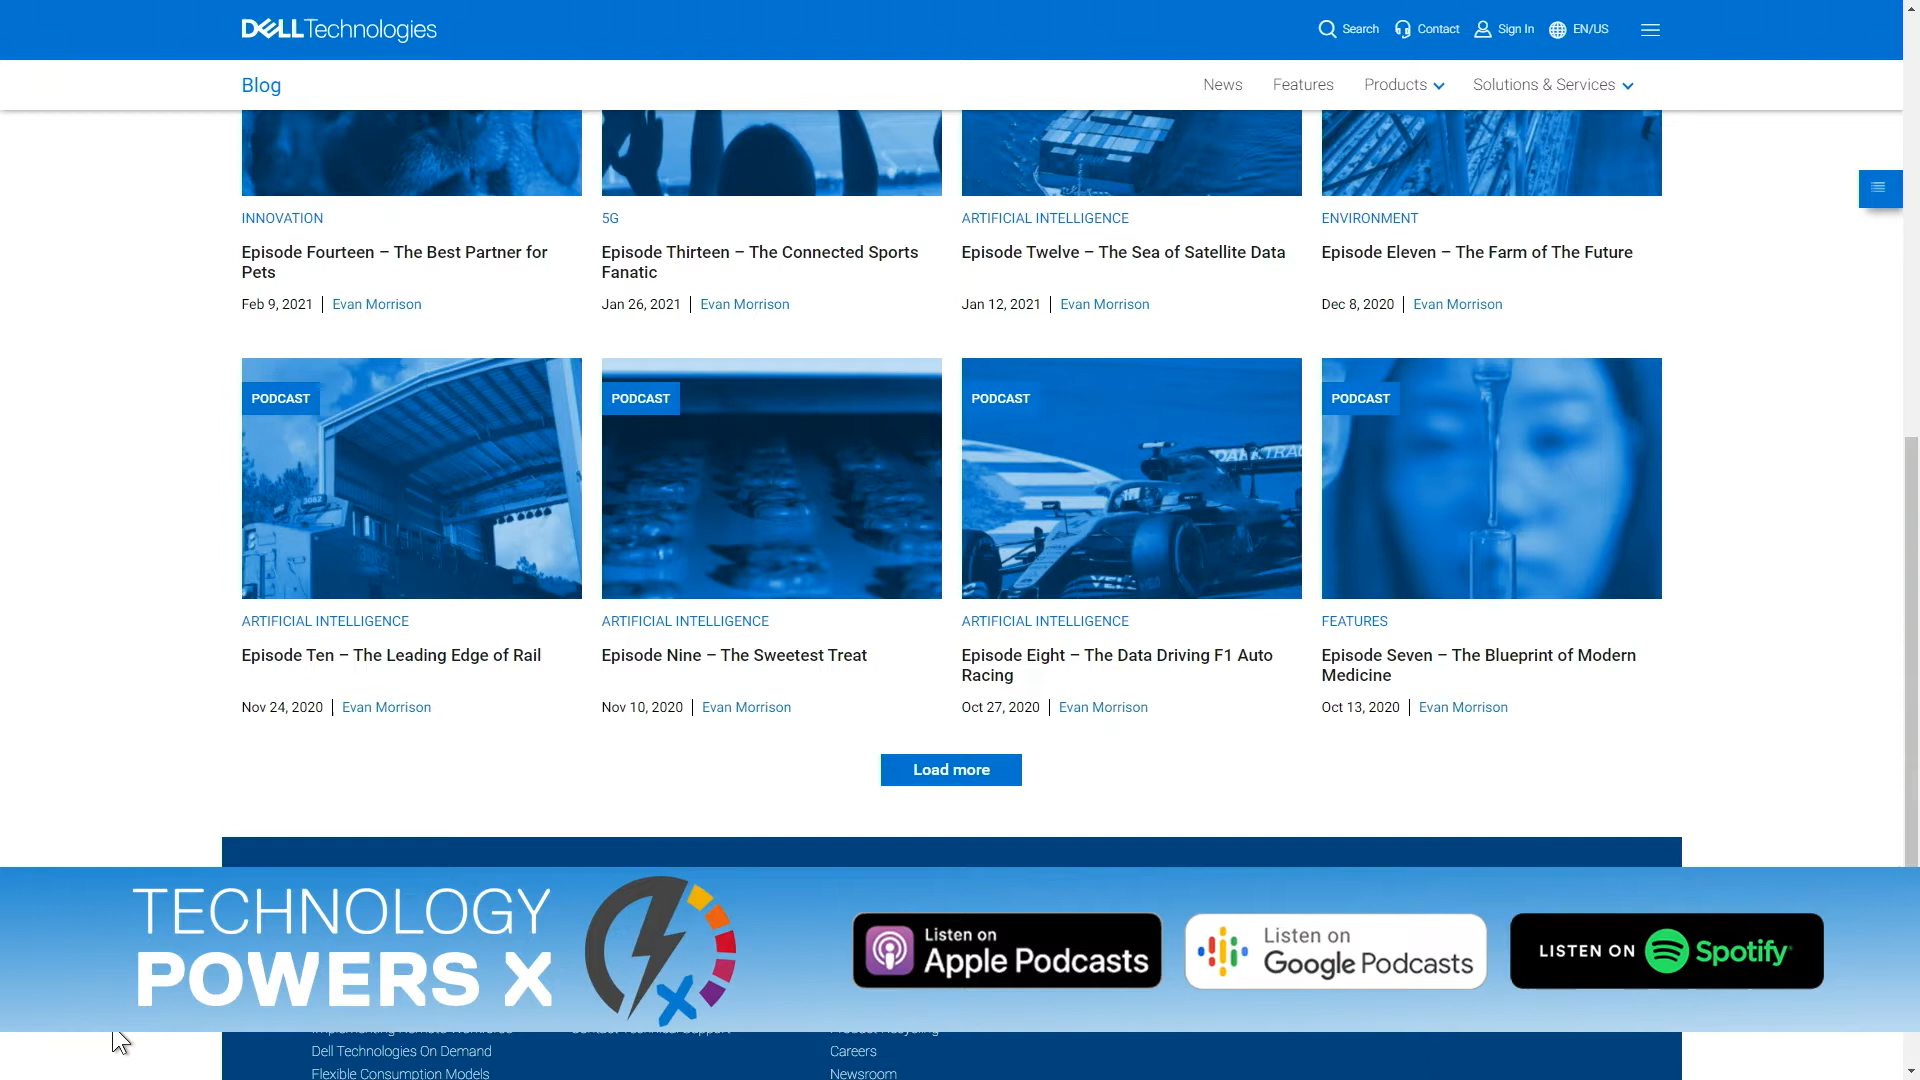 DELLTechnologies
Search Contact Sign In EN/US
Blog
News Features Products Solutions & Services
INNOVATION
Episode Fourteen – The Best Partner for
Pets
Feb 9, 2021 | Evan Morrison
5G
Episode Thirteen – The Connected Sports
Fanatic
Jan 26, 2021 | Evan Morrison
ARTIFICIAL INTELLIGENCE
Episode Twelve – The Sea of Satellite Data
Jan 12, 2021 | Evan Morrison
ENVIRONMENT
Episode Eleven – The Farm of The Future
Dec 8, 2020 | Evan Morrison
PODCAST
3052
ARTIFICIAL INTELLIGENCE
Episode Ten – The Leading Edge of Rail
Nov 24, 2020 | Evan Morrison
PODCAST
ARTIFICIAL INTELLIGENCE
Episode Nine – The Sweetest Treat
Nov 10, 2020 | Evan Morrison
PODCAST
ARTIFICIAL INTELLIGENCE
Episode Eight – The Data Driving F1 Auto
Racing
Oct 27, 2020 | Evan Morrison
PODCAST
FEATURES
Episode Seven – The Blueprint of Modern
Medicine
Oct 13, 2020 | Evan Morrison
Load more
TECHNOLOGY
POWERS X
Listen on
Apple Podcasts
Listen on
Google Podcasts
LISTEN ON Spotify
Dell Technologies On Demand
Flexible Consumption Models
Careers
Newsroom